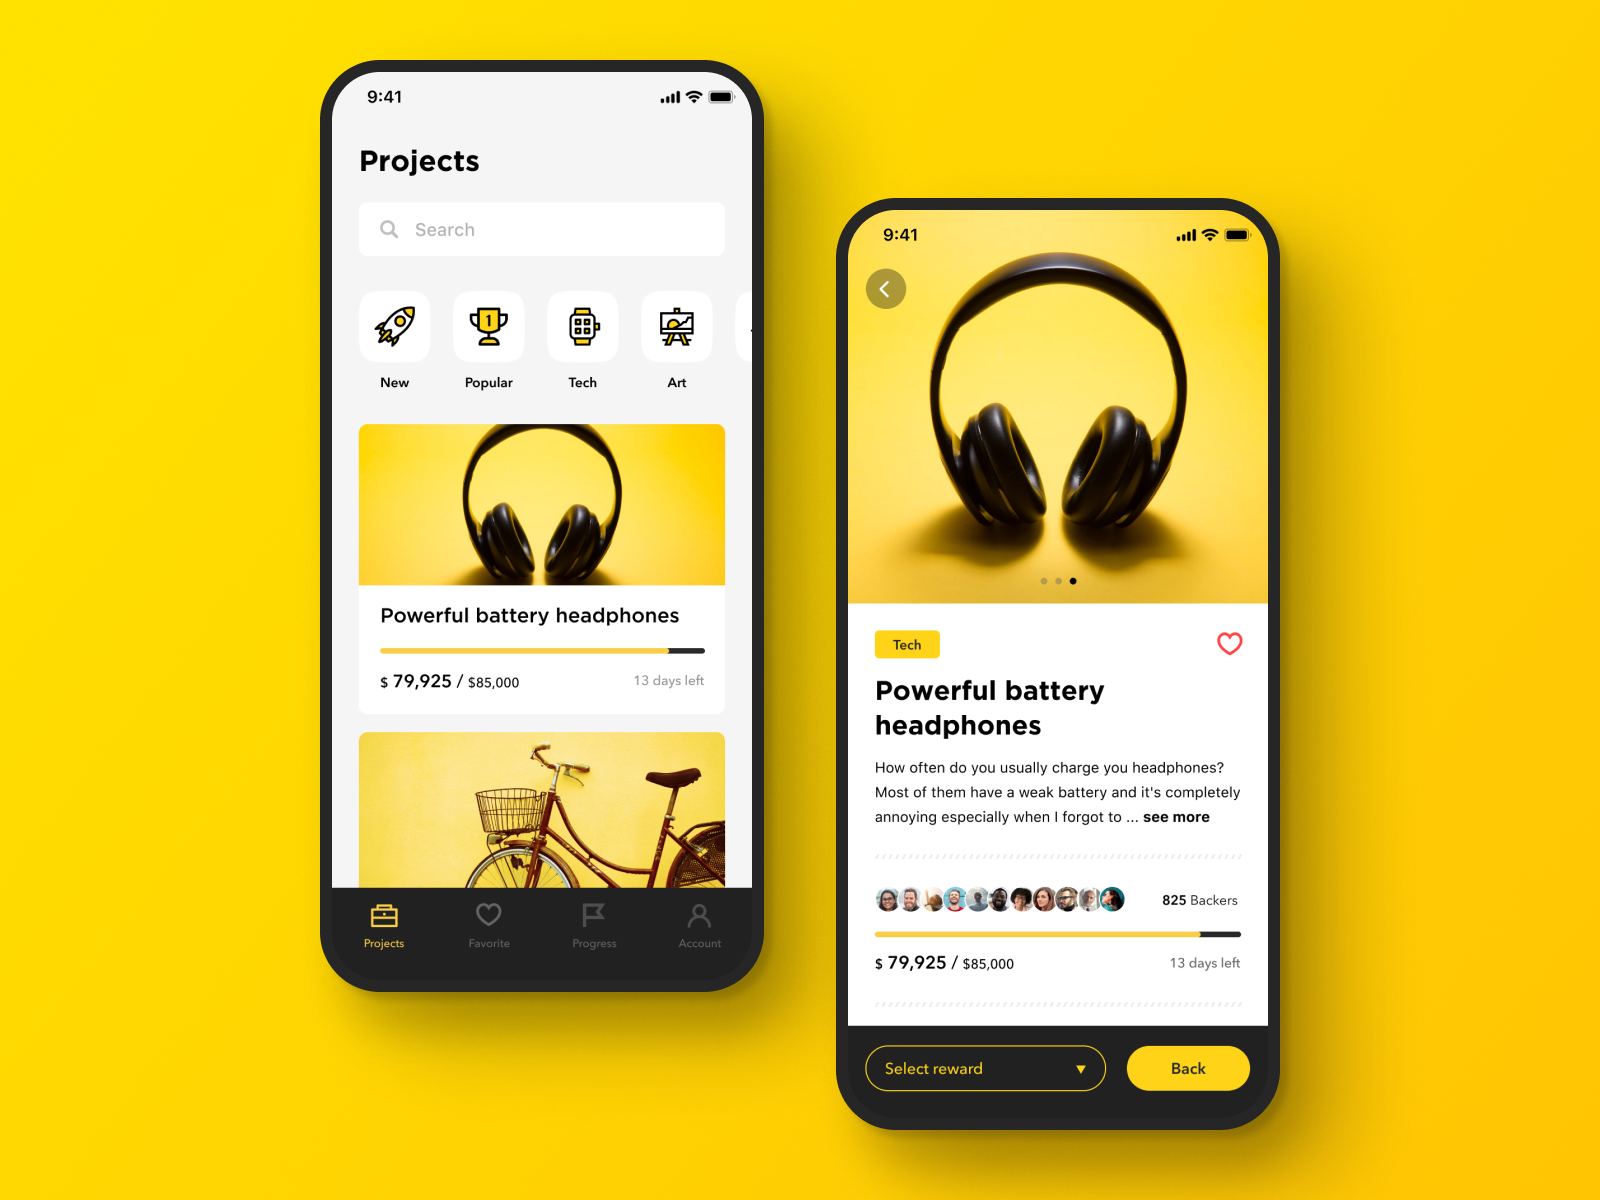 9:41
Projects
Search
1
New
Popular
Tech
Art
Powerful battery headphones
$ 79,925 / $85,000
13 days left
Projects
Favorite
Progress
Account
9:41
Tech
Powerful battery
headphones
How often do you usually charge you headphones?
Most of them have a weak battery and it's completely
annoying especially when I forgot to ... see more
825 Backers
$ 79,925 / $85,000
13 days left
Select reward
Back